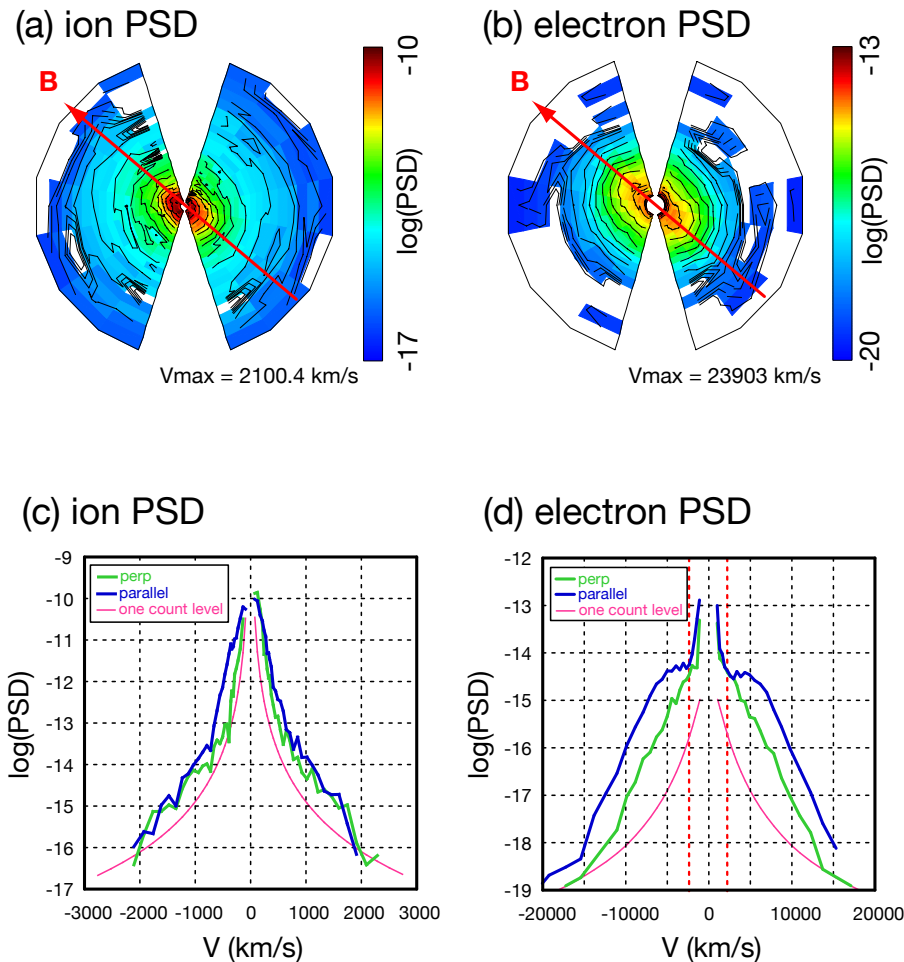 (a) ion PSD
B
-10
log(PSD)
-17
Vmax = 2100.4 km/s
(b) electron PSD
B
-13
log(PSD)
-20
Vmax = 23903 km/s
(c) ion PSD
perp
parallel
one count level
-9
-10
-11
-12
-13
-14
-15
-16
-17
log(PSD)
-3000 -2000 -1000 0 1000 2000 3000
V (km/s)
(d) electron PSD
perp
parallel
one count level
-12
-13
-14
-15
-16
-17
-18
-19
log(PSD)
-20000 -10000 0 10000 20000
V (km/s)